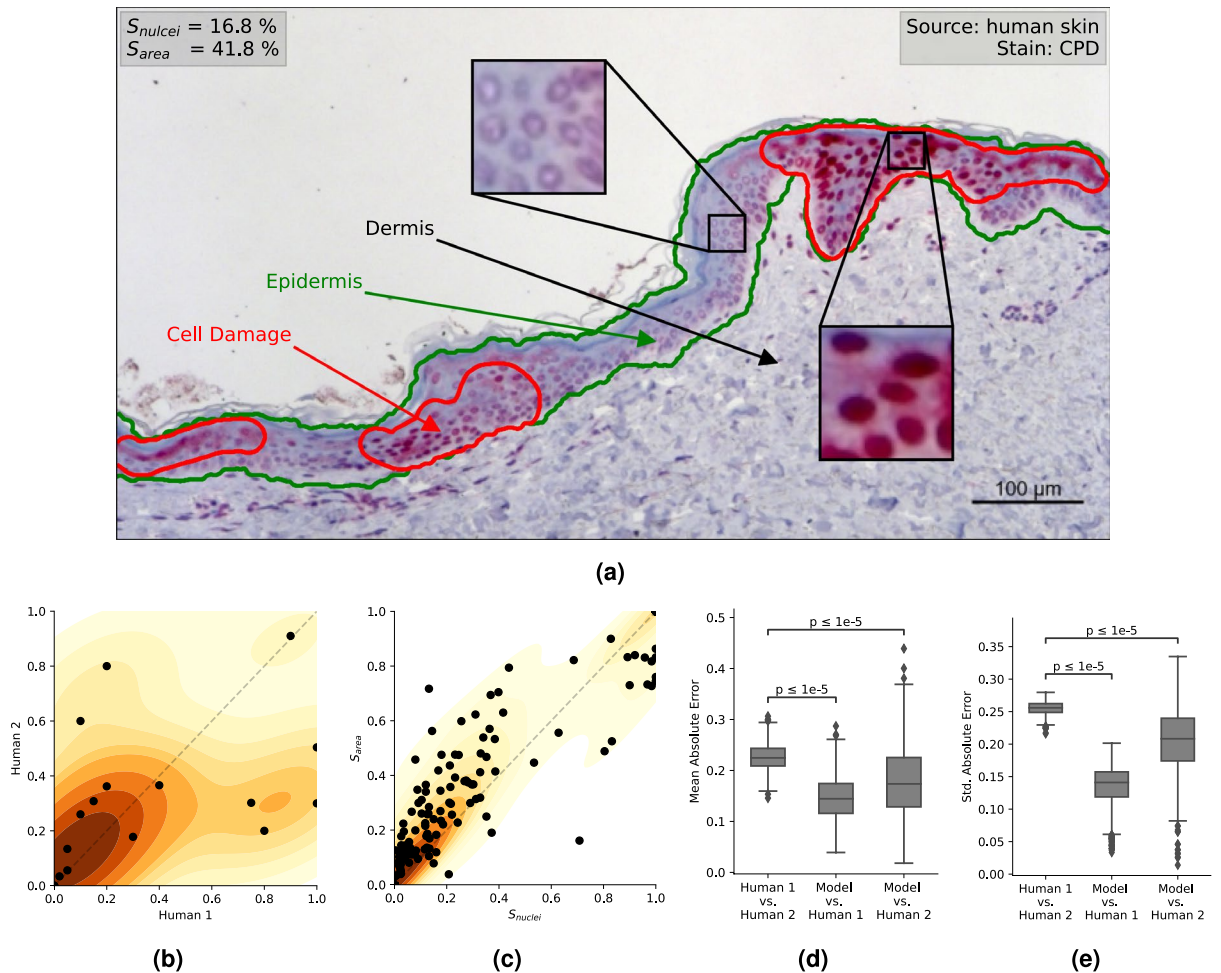 S_nulcei = 16.8 %
S_area = 41.8 %
Source: human skin
Stain: CPD
Dermis
Epidermis
Cell Damage
100 µm
(a)
1.0
0.8
0.6
0.4
0.2
0.0
Human 2
0.0 0.2 0.4 0.6 0.8 1.0
Human 1
(b)
1.0
0.8
0.6
0.4
0.2
0.0
S_area
0.0 0.2 0.4 0.6 0.8 1.0
S_nuclei
(c)
p ≤ 1e-5
p ≤ 1e-5
0.5
0.4
0.3
0.2
0.1
0.0
Mean Absolute Error
Human 1 vs. Human 2
Model vs. Human 1
Model vs. Human 2
(d)
p ≤ 1e-5
p ≤ 1e-5
0.35
0.30
0.25
0.20
0.15
0.10
0.05
0.00
Std. Absolute Error
Human 1 vs. Human 2
Model vs. Human 1
Model vs. Human 2
(e)